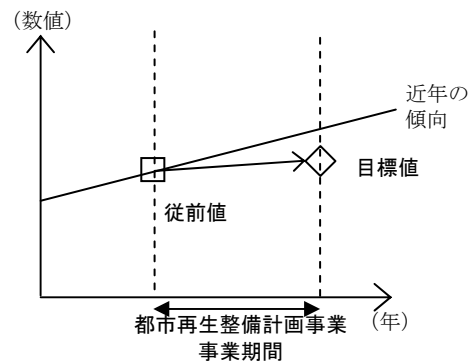 （数値）
近年の
傾向
目標値
従前値
（年）
都市再生整備計画事業
事業期間